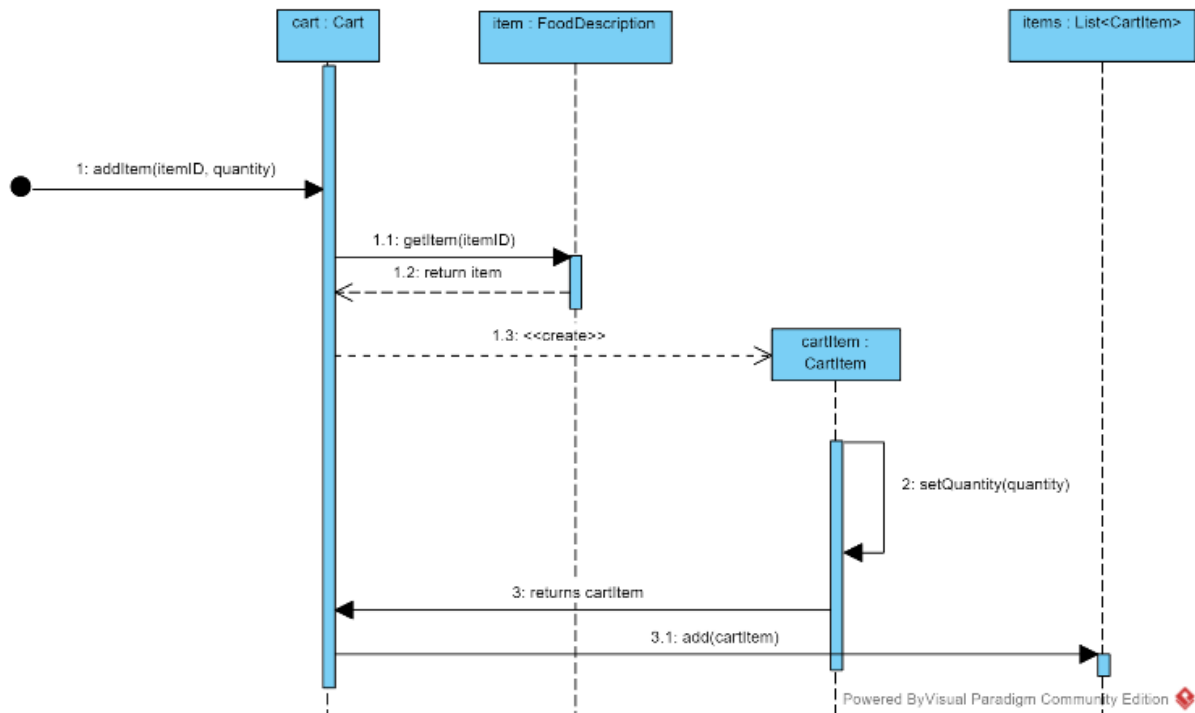 cart : Cart
item : FoodDescription
items : List<CartItem>
1: addItem(itemID, quantity)
1.1: getItem(itemID)
1.2: return item
1.3: <<create>>
cartItem :
CartItem
2: setQuantity(quantity)
3: returns cartItem
3.1: add(cartItem)
Powered ByVisual Paradigm Community Edition